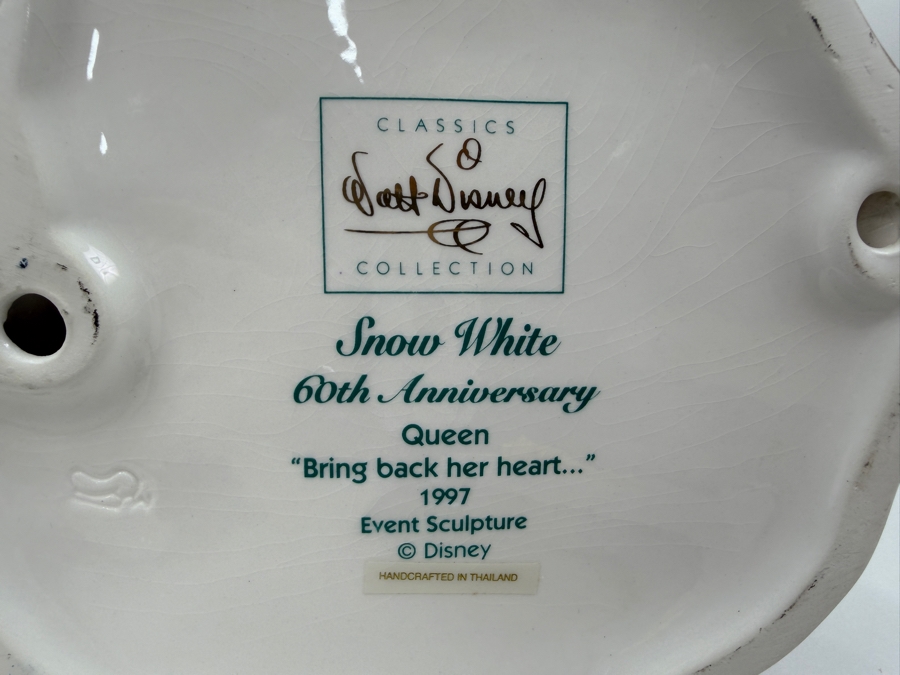 CLASSICS
Walt Disney
COLLECTION
Snow White
60th Anniversary
Queen
“Bring back her heart...”
1997
Event Sculpture
© Disney
HANDCRAFTED IN THAILAND